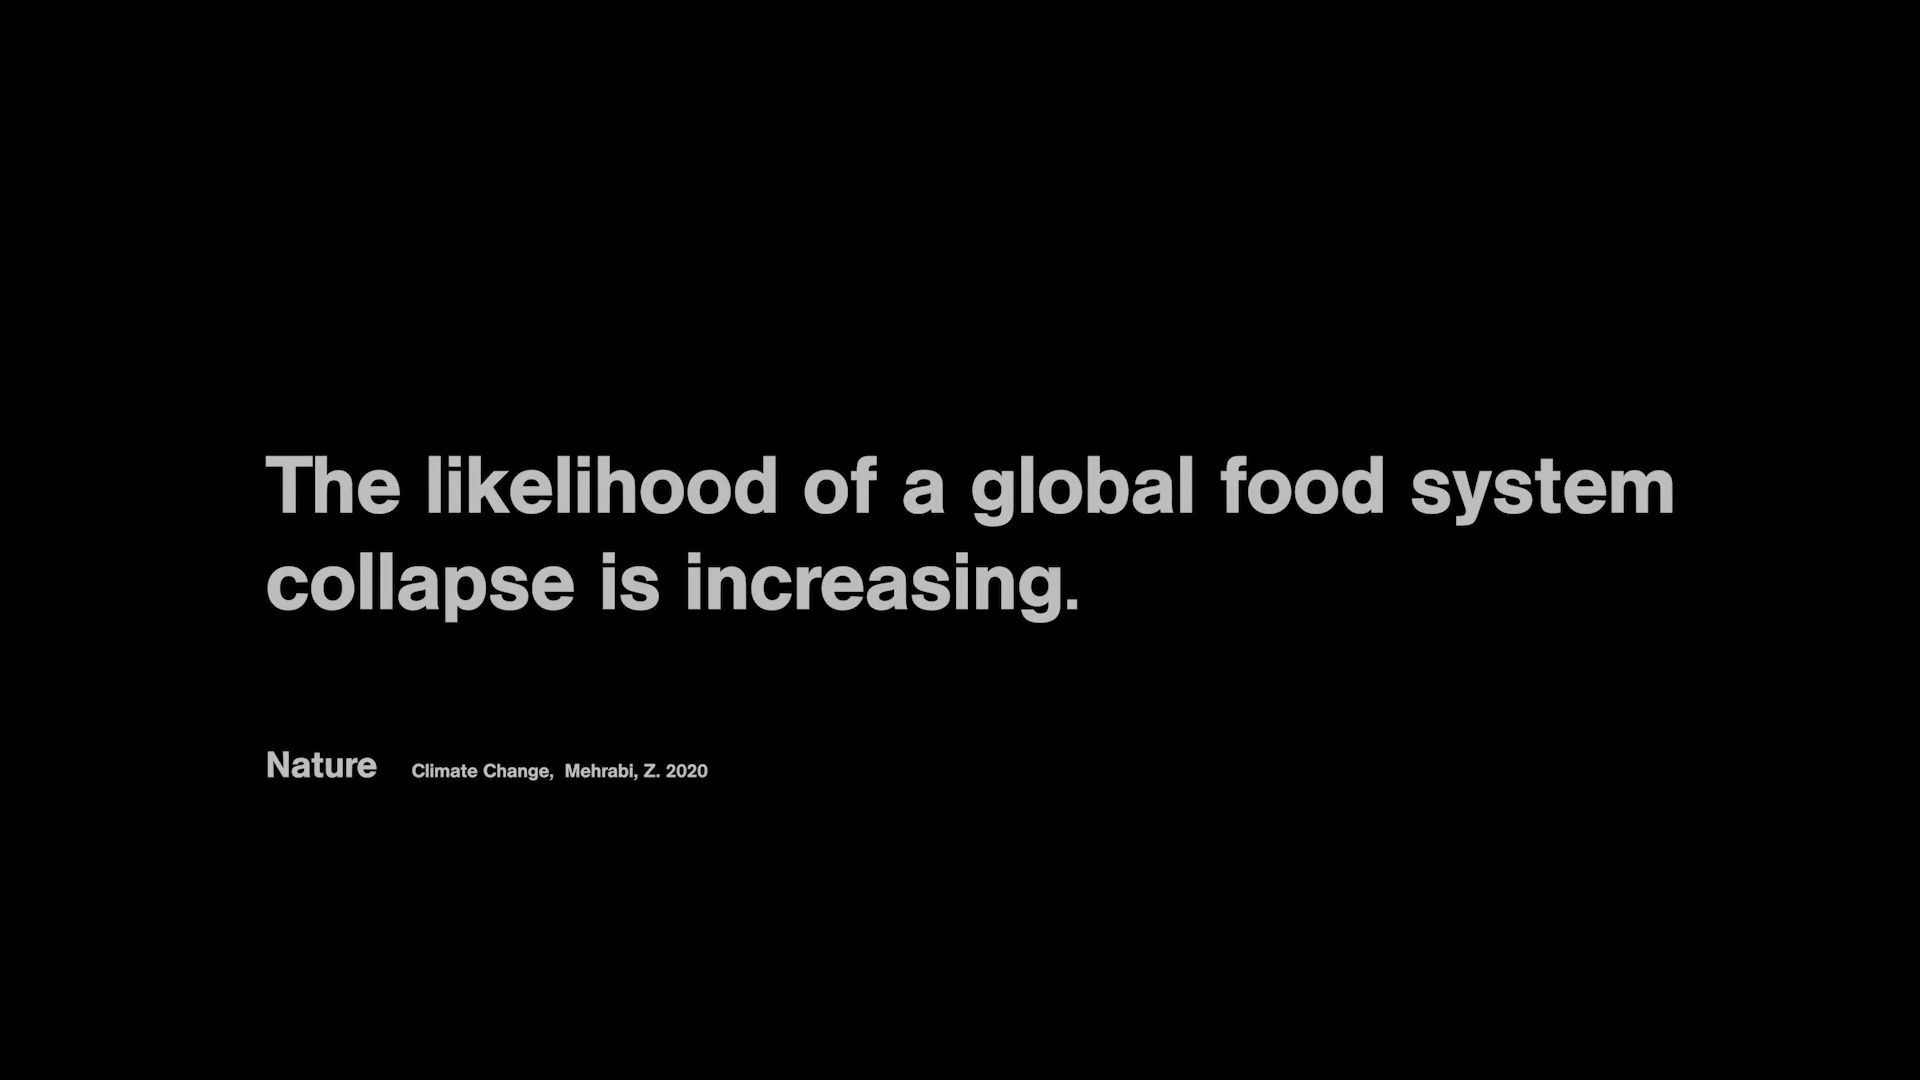 The likelihood of a global food system
collapse is increasing.
Nature Climate Change, Mehrabi, Z. 2020